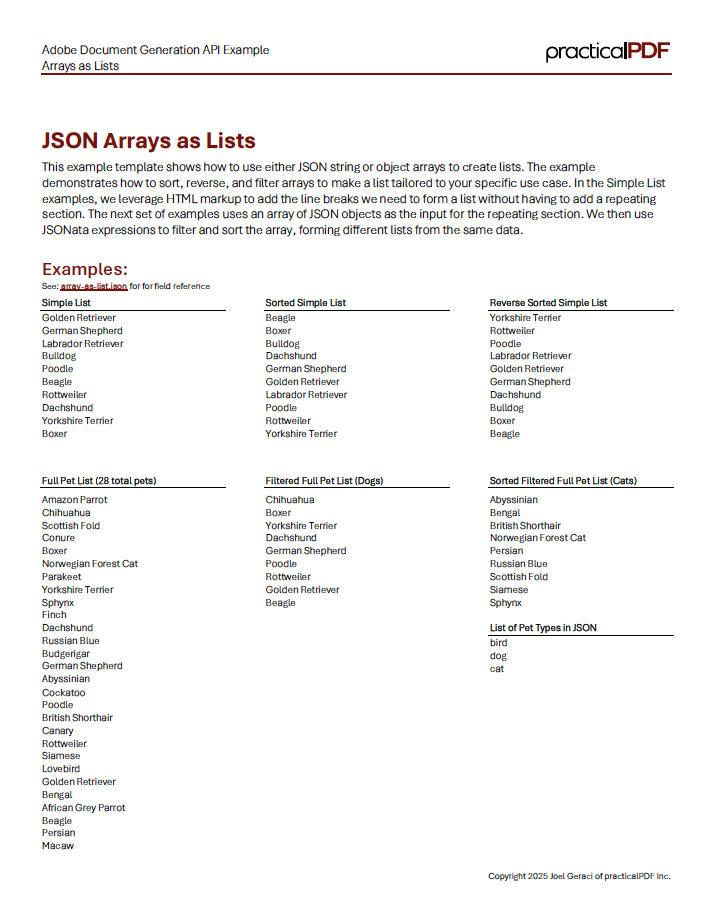 Adobe Document Generation API Example
Arrays as Lists
practicalPDF
JSON Arrays as Lists
This example template shows how to use either JSON string or object arrays to create lists. The example
demonstrates how to sort, reverse, and filter arrays to make a list tailored to your specific use case. In the Simple List
examples, we leverage HTML markup to add the line breaks we need to form a list without having to add a repeating
section. The next set of examples uses an array of JSON objects as the input for the repeating section. We then use
JSONata expressions to filter and sort the array, forming different lists from the same data.
Examples:
See: array-as-list.json for for field reference
Simple List
Golden Retriever
German Shepherd
Labrador Retriever
Bulldog
Poodle
Beagle
Rottweiler
Dachshund
Yorkshire Terrier
Boxer
Sorted Simple List
Beagle
Boxer
Bulldog
Dachshund
German Shepherd
Golden Retriever
Labrador Retriever
Poodle
Rottweiler
Yorkshire Terrier
Reverse Sorted Simple List
Yorkshire Terrier
Rottweiler
Poodle
Labrador Retriever
Golden Retriever
German Shepherd
Dachshund
Bulldog
Boxer
Beagle
Full Pet List (28 total pets)
Amazon Parrot
Chihuahua
Scottish Fold
Conure
Boxer
Norwegian Forest Cat
Parakeet
Yorkshire Terrier
Sphynx
Finch
Dachshund
Russian Blue
Budgerigar
German Shepherd
Abyssinian
Cockatoo
Poodle
British Shorthair
Canary
Rottweiler
Siamese
Lovebird
Golden Retriever
Bengal
African Grey Parrot
Beagle
Persian
Macaw
Filtered Full Pet List (Dogs)
Chihuahua
Boxer
Yorkshire Terrier
Dachshund
German Shepherd
Poodle
Rottweiler
Golden Retriever
Beagle
Sorted Filtered Full Pet List (Cats)
Abyssinian
Bengal
British Shorthair
Norwegian Forest Cat
Persian
Russian Blue
Scottish Fold
Siamese
Sphynx
List of Pet Types in JSON
bird
dog
cat
Copyright 2025 Joel Geraci of practicalPDF Inc.